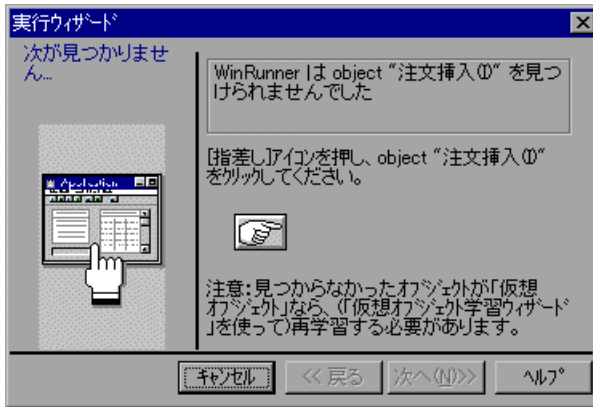 実行ウィザード
次が見つかりませ
ん...
WinRunner は object “注文挿入(I)” を見つ
けられませんでした
[指差し]アイコンを押し、object “注文挿入(I)”
をクリックしてください。
Application
注意：見つからなかったオブジェクトが「仮想
オブジェクト」なら、(「仮想オブジェクト学習ウィザード
」を使って)再学習する必要があります。
キャンセル
<< 戻る
次へ(N)>>
ヘルプ